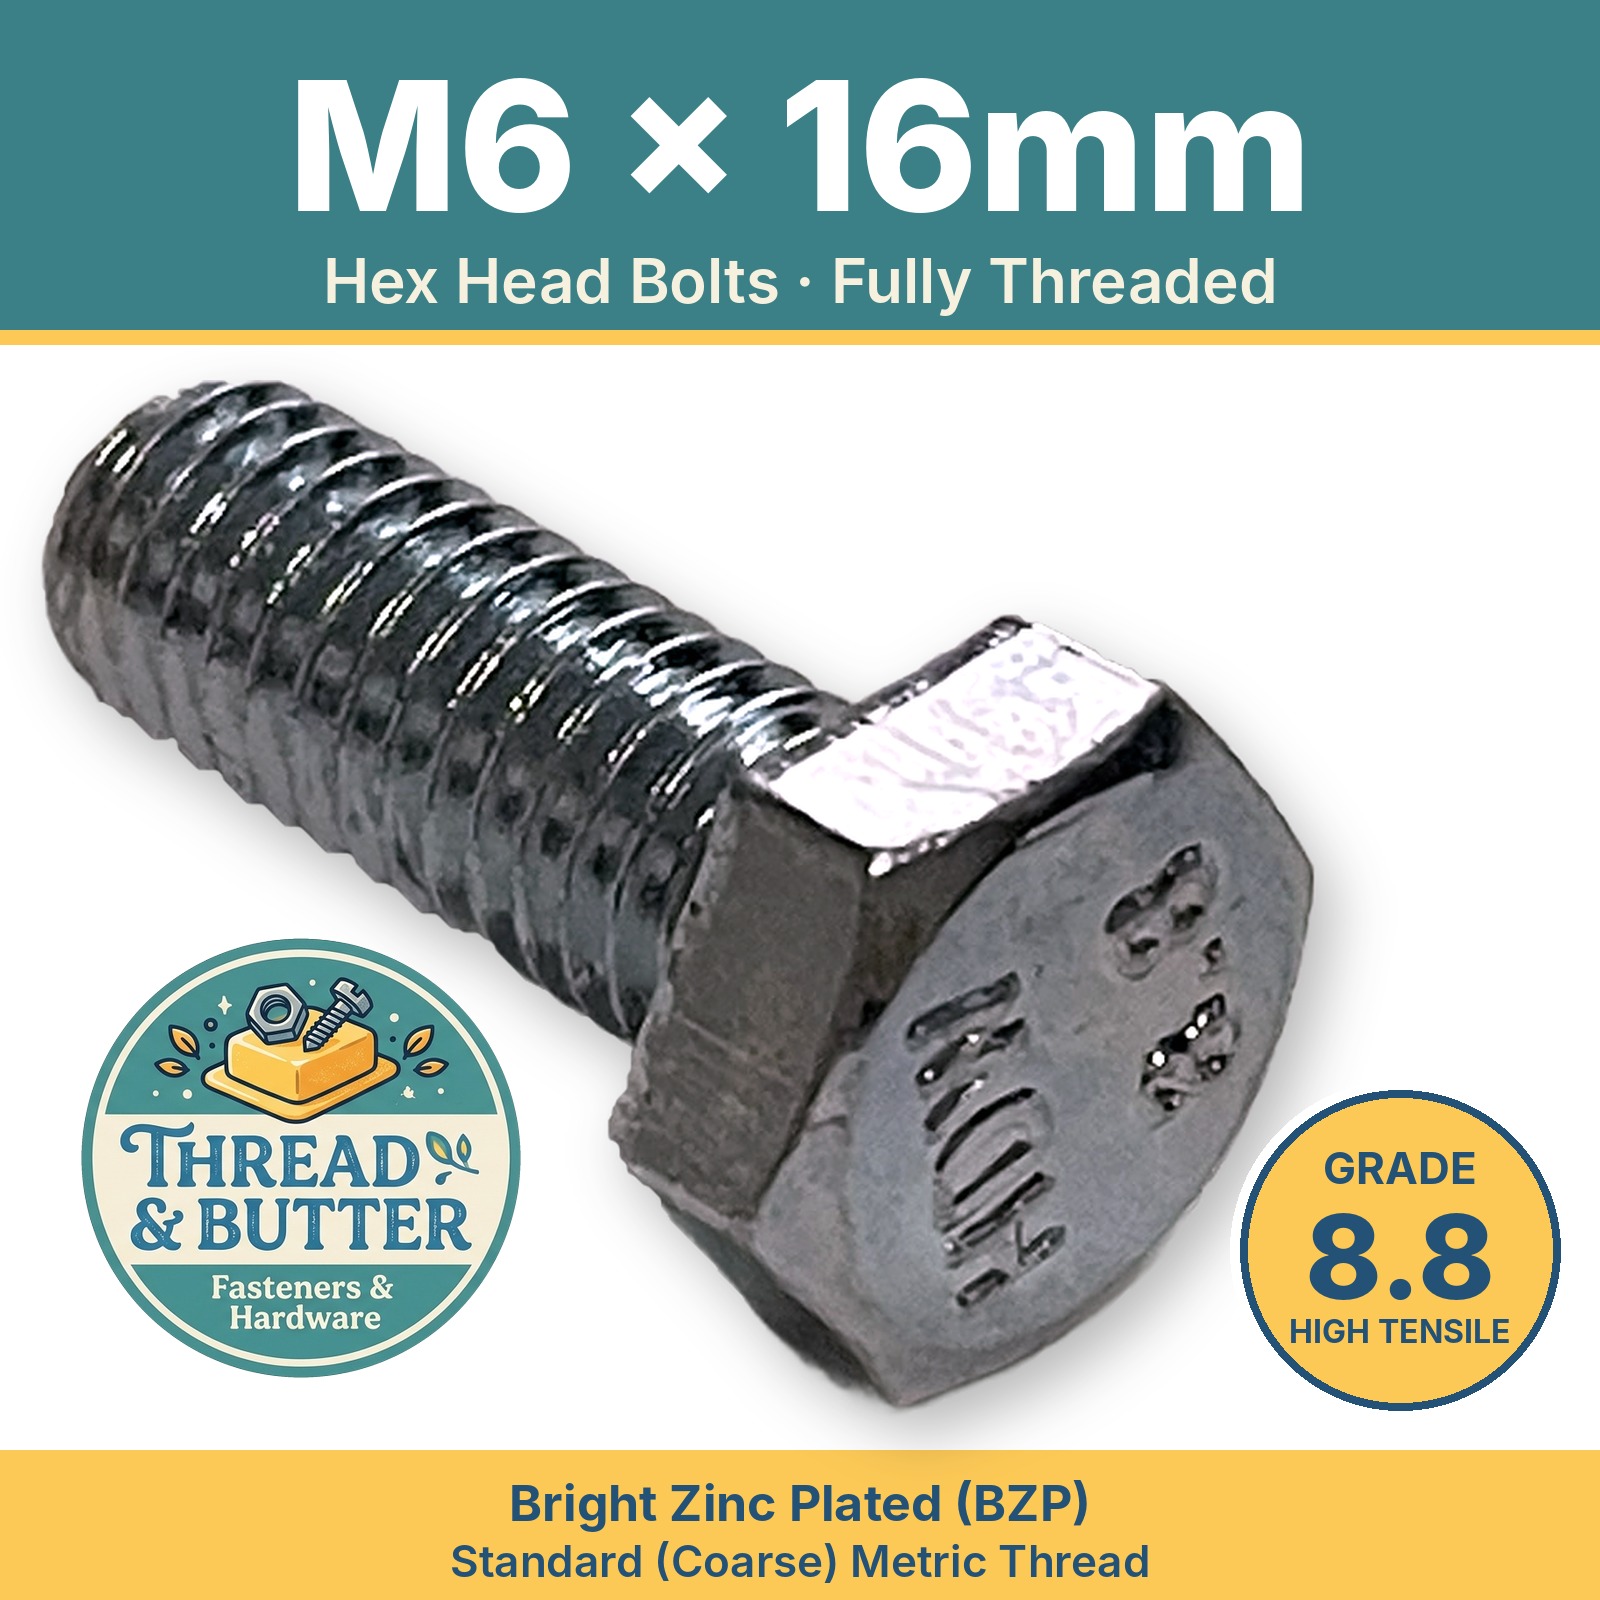 M6 × 16mm
Hex Head Bolts · Fully Threaded
8.8
THREAD
& BUTTER
Fasteners &
Hardware
GRADE
8.8
HIGH TENSILE
Bright Zinc Plated (BZP)
Standard (Coarse) Metric Thread